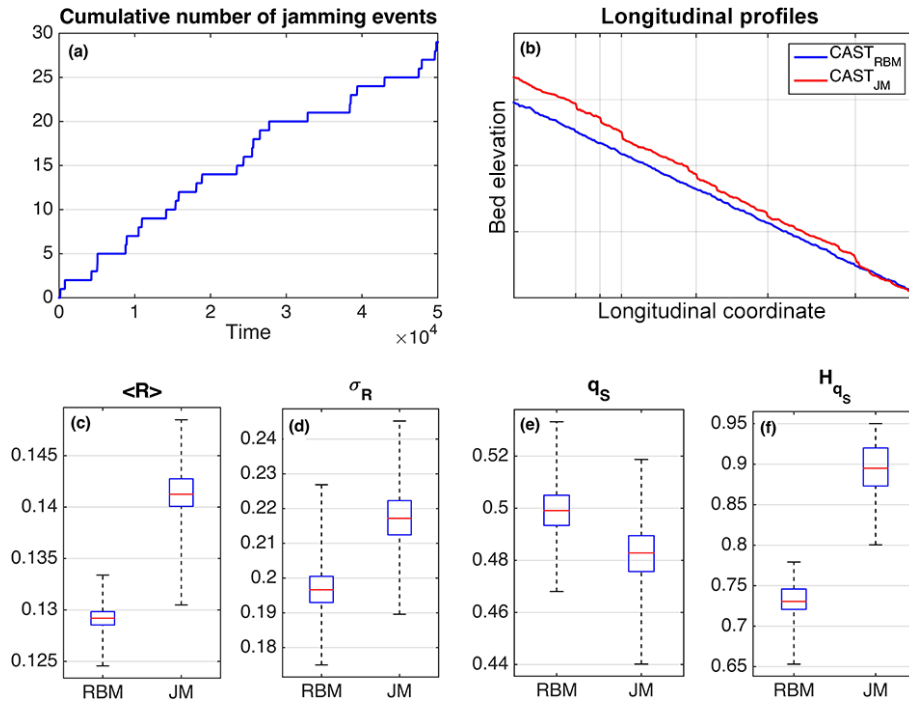 Cumulative number of jamming events
(a)
30
25
20
15
10
5
0
0
1
2
3
4
5
Time
×10⁴
Longitudinal profiles
(b)
CAST_RBM
CAST_JM
Bed elevation
Longitudinal coordinate
<R>
(c)
0.145
0.14
0.135
0.13
0.125
RBM
JM
σ_R
(d)
0.24
0.23
0.22
0.21
0.2
0.19
0.18
RBM
JM
q_S
(e)
0.52
0.5
0.48
0.46
0.44
RBM
JM
H_q_S
(f)
0.95
0.9
0.85
0.8
0.75
0.7
0.65
RBM
JM